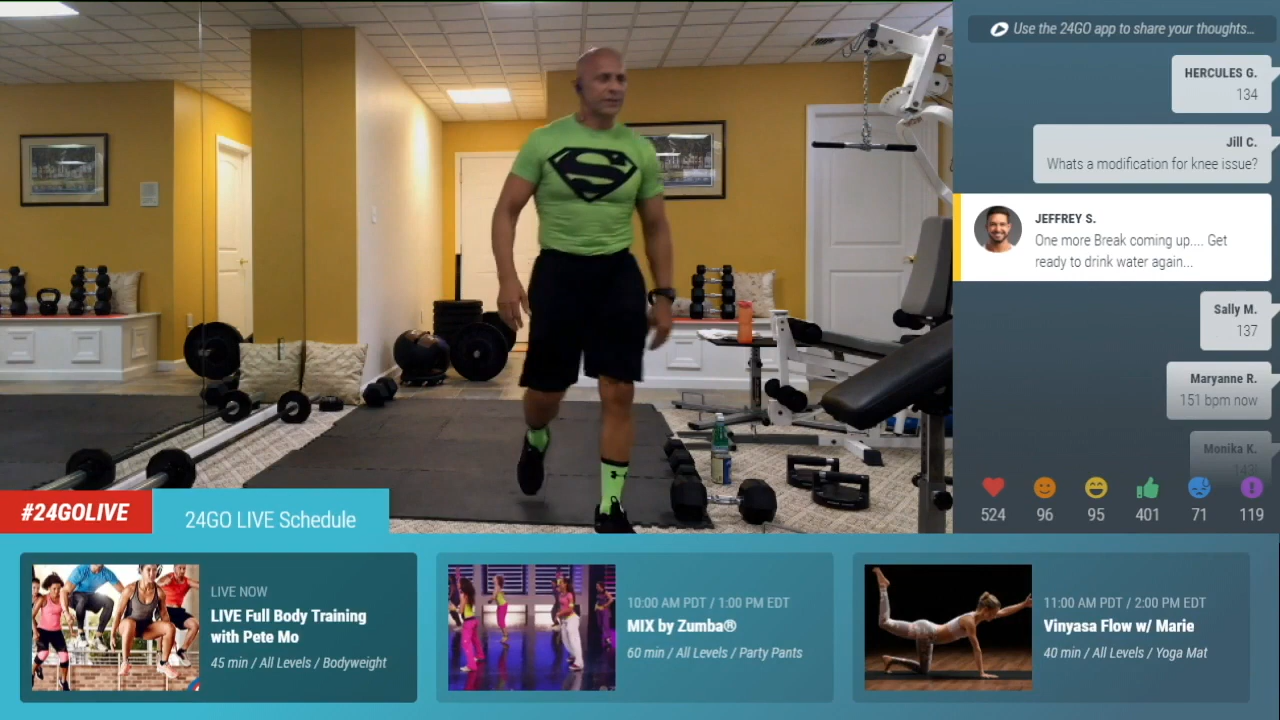 Use the 24GO app to share your thoughts...
HERCULES G.
134
Jill C.
Whats a modification for knee issue?
JEFFREY S.
One more Break coming up.... Get
ready to drink water again...
Sally M.
137
Maryanne R.
151 bpm now
Monika K.
143!
524
96
95
401
71
119
#24GOLIVE
24GO LIVE Schedule
LIVE NOW
LIVE Full Body Training
with Pete Mo
45 min / All Levels / Bodyweight
10:00 AM PDT / 1:00 PM EDT
MIX by Zumba®
60 min / All Levels / Party Pants
11:00 AM PDT / 2:00 PM EDT
Vinyasa Flow w/ Marie
40 min / All Levels / Yoga Mat